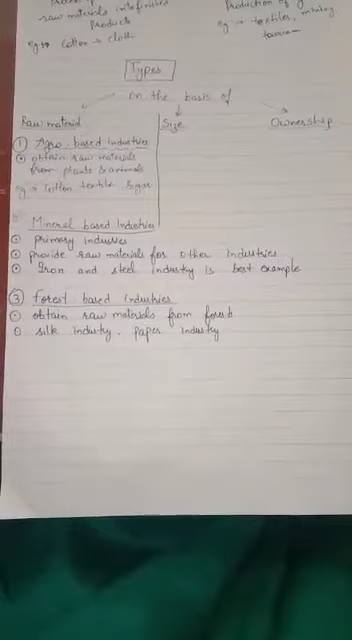 raw materials into finished
Products
Eg → Cotton → cloth
Production of g
eg → textiles, mining
tourism
Types
on the basis of
Raw material
Size
Ownership
① Agro based industries
obtain raw materials
from plants & animals
Eg → Cotton textile Sugar
Mineral based Industries
primary industries
provide raw materials for other industries
Iron and steel industry is best example
③ forest based Industries
obtain raw materials from forest
silk industry. Paper industry